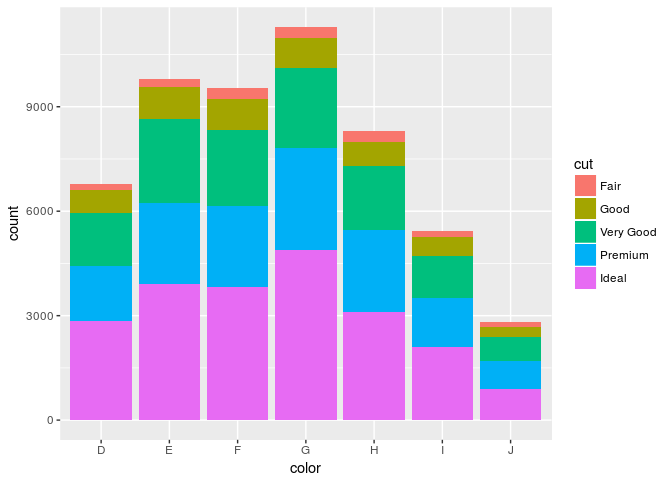 9000
6000
3000
0
count
D E F G H I J
color
cut
Fair
Good
Very Good
Premium
Ideal